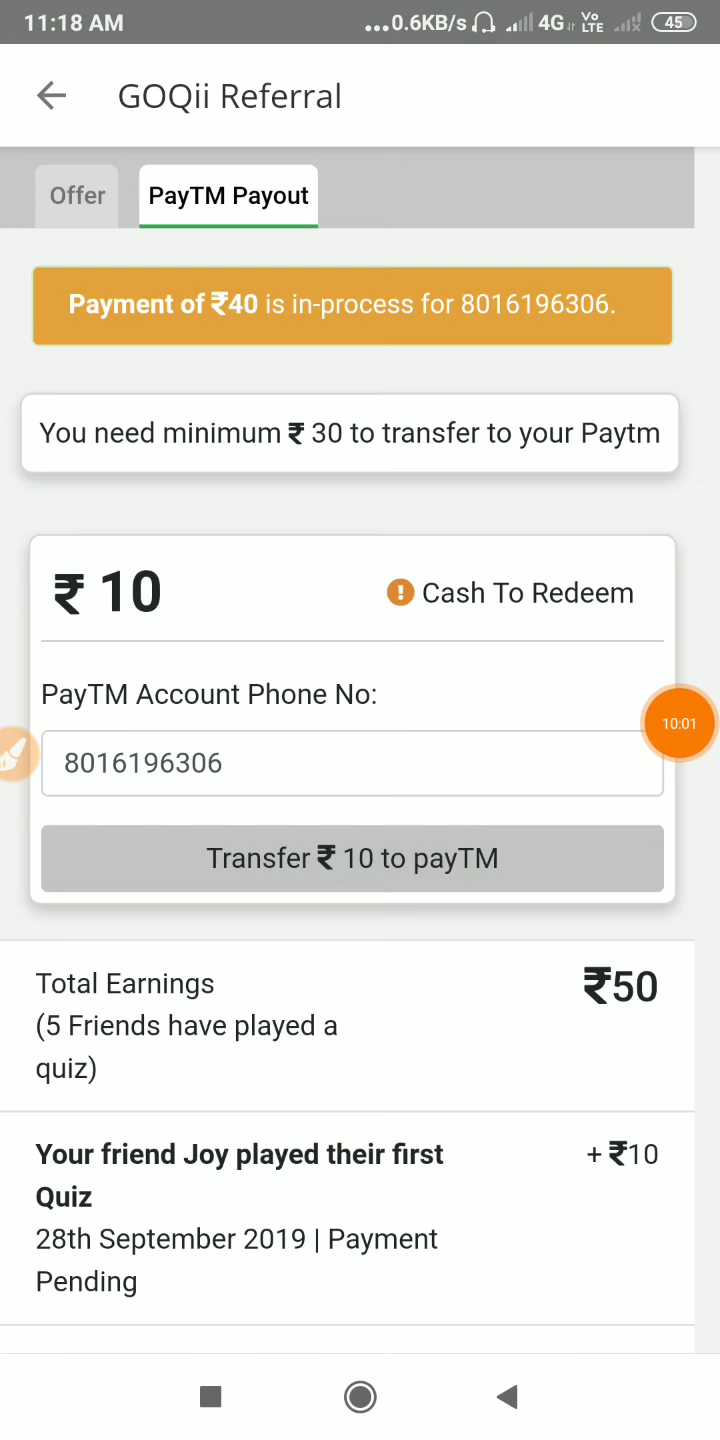 11:18 AM
...0.6KB/s 4G Vo LTE 45
GOQii Referral
Offer
PayTM Payout
Payment of ₹40 is in-process for 8016196306.
You need minimum ₹ 30 to transfer to your Paytm
₹ 10
! Cash To Redeem
PayTM Account Phone No:
10:01
8016196306
Transfer ₹ 10 to payTM
Total Earnings
₹50
(5 Friends have played a
quiz)
Your friend Joy played their first
+ ₹10
Quiz
28th September 2019 | Payment
Pending